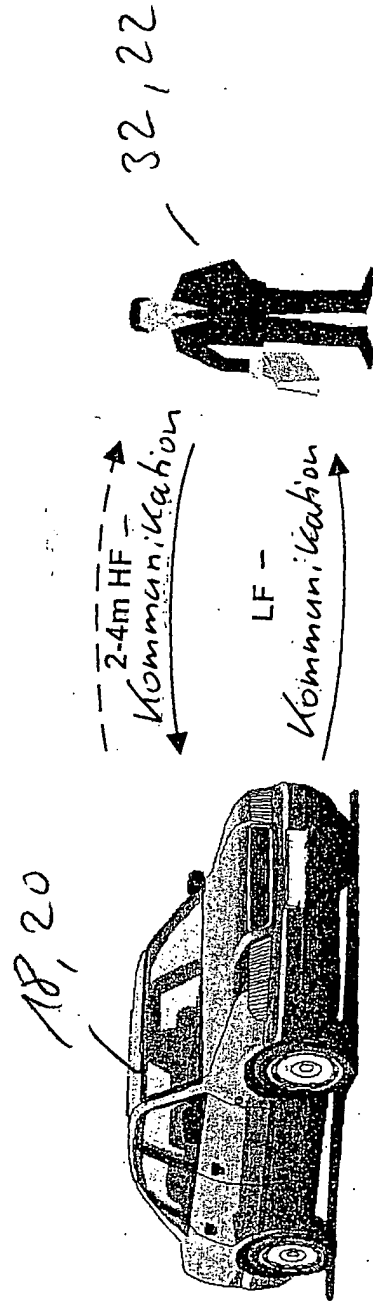 18, 20
2-4m HF -
Kommunikation
LF -
Kommunikation
32, 22